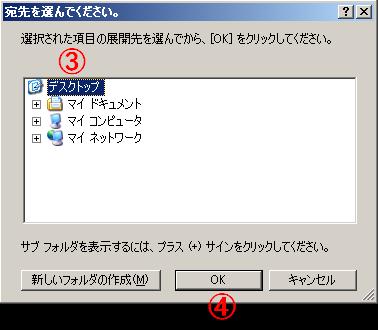 宛先を選んでください。
選択された項目の展開先を選んでから、[OK] をクリックしてください。
③
デスクトップ
マイ ドキュメント
マイ コンピュータ
マイ ネットワーク
サブ フォルダを表示するには、プラス (+) サインをクリックしてください。
新しいフォルダの作成(M) OK キャンセル
④